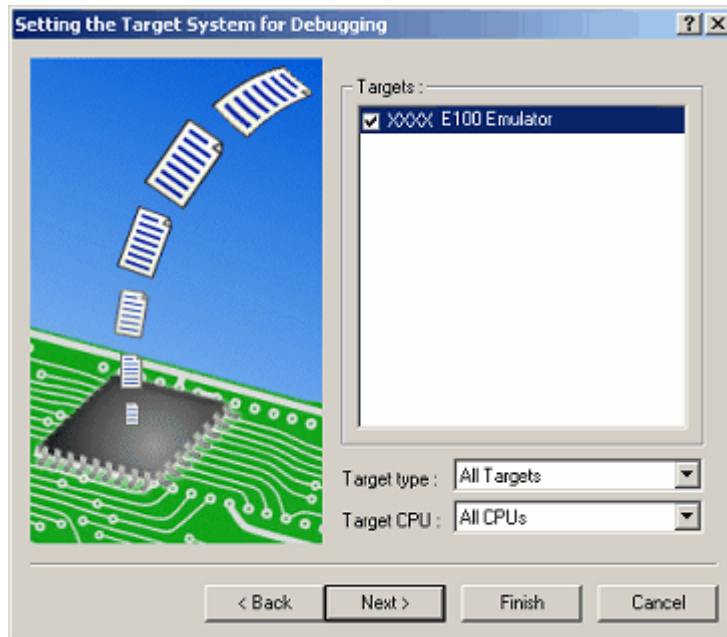 Setting the Target System for Debugging
Targets :
XXXX E100 Emulator
Target type : All Targets
Target CPU : All CPUs
< Back Next > Finish Cancel